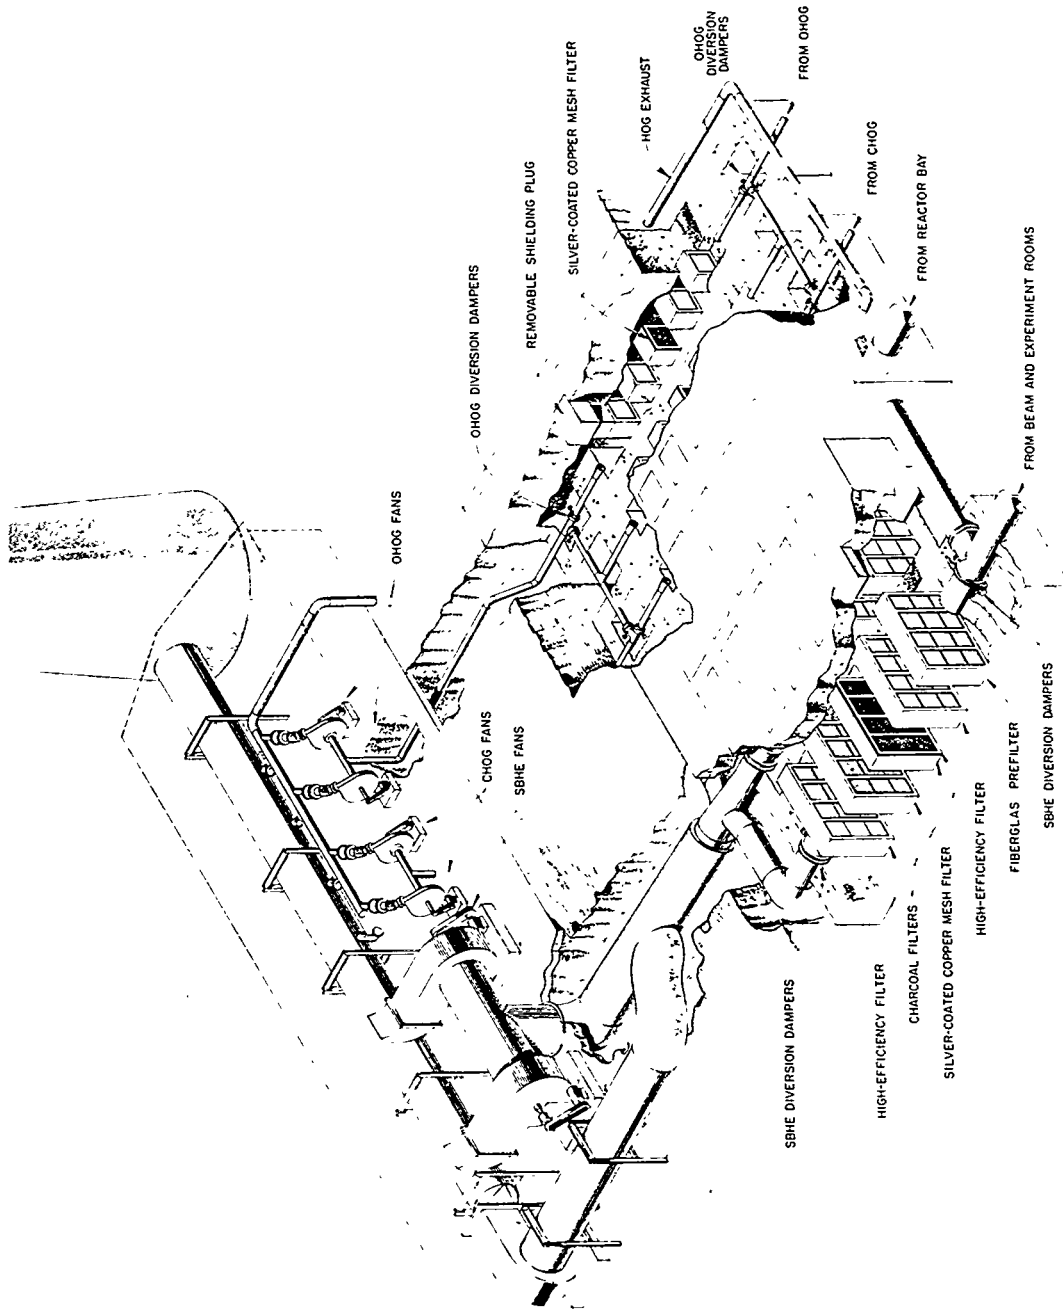 OHOG
DIVERSION
DAMPERS
FROM OHOG
SILVER-COATED COPPER MESH FILTER
HOG EXHAUST
FROM CHOG
REMOVABLE SHIELDING PLUG
FROM REACTOR BAY
OHOG DIVERSION DAMPERS
FROM BEAM AND EXPERIMENT ROOMS
OHOG FANS
CHOG FANS
SBHE FANS
SBHE DIVERSION DAMPERS
FIBERGLAS PREFILTER
HIGH-EFFICIENCY FILTER
SILVER-COATED COPPER MESH FILTER
CHARCOAL FILTERS
HIGH-EFFICIENCY FILTER
SBHE DIVERSION DAMPERS